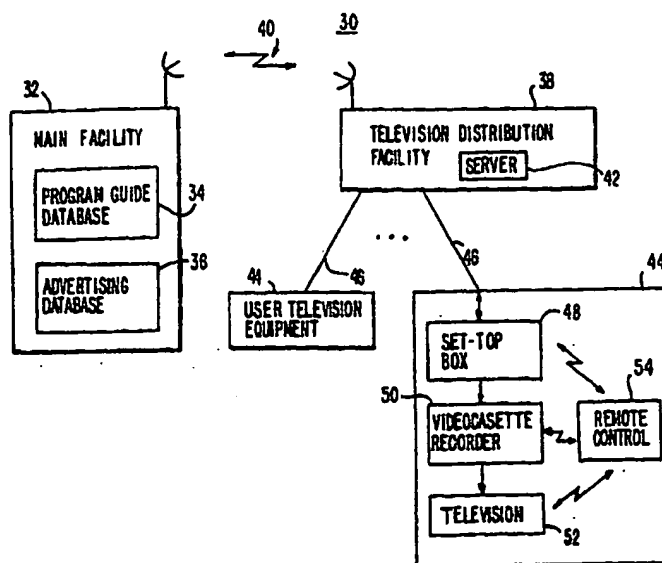 40
30
32
38
MAIN FACILITY
TELEVISION DISTRIBUTION
FACILITY
SERVER
42
PROGRAM GUIDE
DATABASE
34
36
ADVERTISING
DATABASE
...
46
46
44
44
USER TELEVISION
EQUIPMENT
48
SET-TOP
BOX
54
50
VIDEOCASETTE
RECORDER
REMOTE
CONTROL
TELEVISION
52